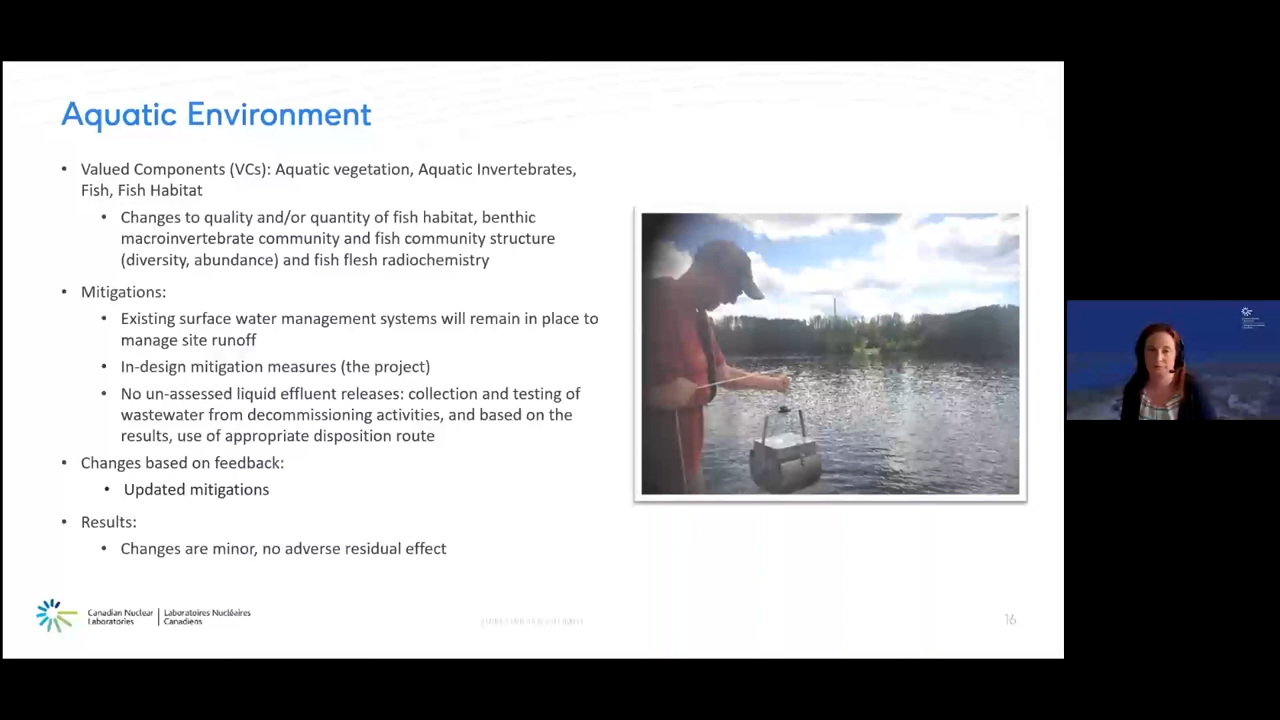 Aquatic Environment
• Valued Components (VCs): Aquatic vegetation, Aquatic Invertebrates,
Fish, Fish Habitat
• Changes to quality and/or quantity of fish habitat, benthic
macroinvertebrate community and fish community structure
(diversity, abundance) and fish flesh radiochemistry
• Mitigations:
• Existing surface water management systems will remain in place to
manage site runoff
• In-design mitigation measures (the project)
• No un-assessed liquid effluent releases: collection and testing of
wastewater from decommissioning activities, and based on the
results, use of appropriate disposition route
• Changes based on feedback:
• Updated mitigations
• Results:
• Changes are minor, no adverse residual effect
Canadian Nuclear
Laboratories
Laboratoires Nucléaires
Canadiens
16